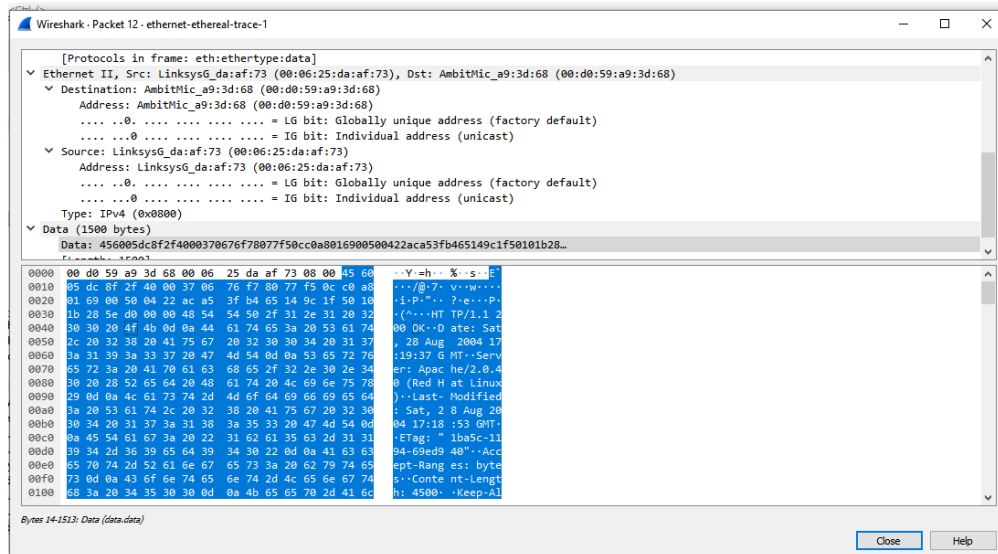 Wireshark · Packet 12 · ethernet-ethereal-trace-1
[Protocols in frame: eth:ethertype:data]
Ethernet II, Src: LinksysG_da:af:73 (00:06:25:da:af:73), Dst: AmbitMic_a9:3d:68 (00:d0:59:a9:3d:68)
Destination: AmbitMic_a9:3d:68 (00:d0:59:a9:3d:68)
Address: AmbitMic_a9:3d:68 (00:d0:59:a9:3d:68)
.... ..0. .... .... .... .... = LG bit: Globally unique address (factory default)
.... ...0 .... .... .... .... = IG bit: Individual address (unicast)
Source: LinksysG_da:af:73 (00:06:25:da:af:73)
Address: LinksysG_da:af:73 (00:06:25:da:af:73)
.... ..0. .... .... .... .... = LG bit: Globally unique address (factory default)
.... ...0 .... .... .... .... = IG bit: Individual address (unicast)
Type: IPv4 (0x0800)
Data (1500 bytes)
Data: 456005dc8f2f4000370676f78077f50cc0a8016900500422aca53fb465149c1f50101b28…
0000 00 d0 59 a9 3d 68 00 06 25 da af 73 08 00 45 60 ··Y·=h·· %··s··E`
0010 05 dc 8f 2f 40 00 37 06 76 f7 80 77 f5 0c c0 a8 ···/@·7· v··w····
0020 01 69 00 50 04 22 ac a5 3f b4 65 14 9c 1f 50 10 ·i·P·"·· ?·e···P·
0030 1b 28 5e d0 00 00 48 54 54 50 2f 31 2e 31 20 32 ·(^···HT TP/1.1 2
0040 30 30 20 4f 4b 0d 0a 44 61 74 65 3a 20 53 61 74 00 OK··D ate: Sat
0050 2c 20 32 38 20 41 75 67 20 32 30 30 34 20 31 37 , 28 Aug 2004 17
0060 3a 31 39 3a 33 37 20 47 4d 54 0d 0a 53 65 72 76 :19:37 G MT··Serv
0070 65 72 3a 20 41 70 61 63 68 65 2f 32 2e 30 2e 34 er: Apac he/2.0.4
0080 30 20 28 52 65 64 20 48 61 74 20 4c 69 6e 75 78 0 (Red H at Linux
0090 29 0d 0a 4c 61 73 74 2d 4d 6f 64 69 66 69 65 64 )··Last- Modified
00a0 3a 20 53 61 74 2c 20 32 38 20 41 75 67 20 32 30 : Sat, 2 8 Aug 20
00b0 30 34 20 31 37 3a 31 38 3a 35 33 20 47 4d 54 0d 04 17:18 :53 GMT·
00c0 0a 45 54 61 67 3a 20 22 31 62 61 35 63 2d 31 31 ·ETag: " 1ba5c-11
00d0 39 34 2d 36 39 65 64 39 34 30 22 0d 0a 41 63 63 94-69ed9 40"··Acc
00e0 65 70 74 2d 52 61 6e 67 65 73 3a 20 62 79 74 65 ept-Rang es: byte
00f0 73 0d 0a 43 6f 6e 74 65 6e 74 2d 4c 65 6e 67 74 s··Conte nt-Lengt
0100 68 3a 20 34 35 30 30 0d 0a 4b 65 65 70 2d 41 6c h: 4500· ·Keep-Al
Bytes 14-1513: Data (data.data)
Close Help